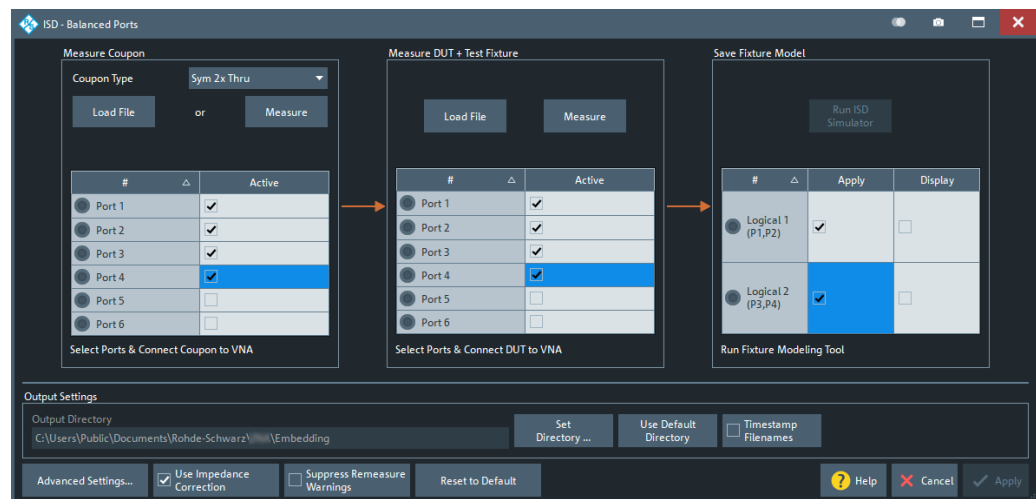 ISD - Balanced Ports
Measure Coupon
Coupon Type
Sym 2x Thru
Load File
or
Measure
# Active
Port 1
Port 2
Port 3
Port 4
Port 5
Port 6
Select Ports & Connect Coupon to VNA
Measure DUT + Test Fixture
Load File
Measure
# Active
Port 1
Port 2
Port 3
Port 4
Port 5
Port 6
Select Ports & Connect DUT to VNA
Save Fixture Model
Run ISD
Simulator
# Apply Display
Logical 1
(P1,P2)
Logical 2
(P3,P4)
Run Fixture Modeling Tool
Output Settings
Output Directory
C:\Users\Public\Documents\Rohde-Schwarz\ \Embedding
Set
Directory ...
Use Default
Directory
Timestamp
Filenames
Advanced Settings...
Use Impedance
Correction
Suppress Remeasure
Warnings
Reset to Default
? Help
Cancel
Apply